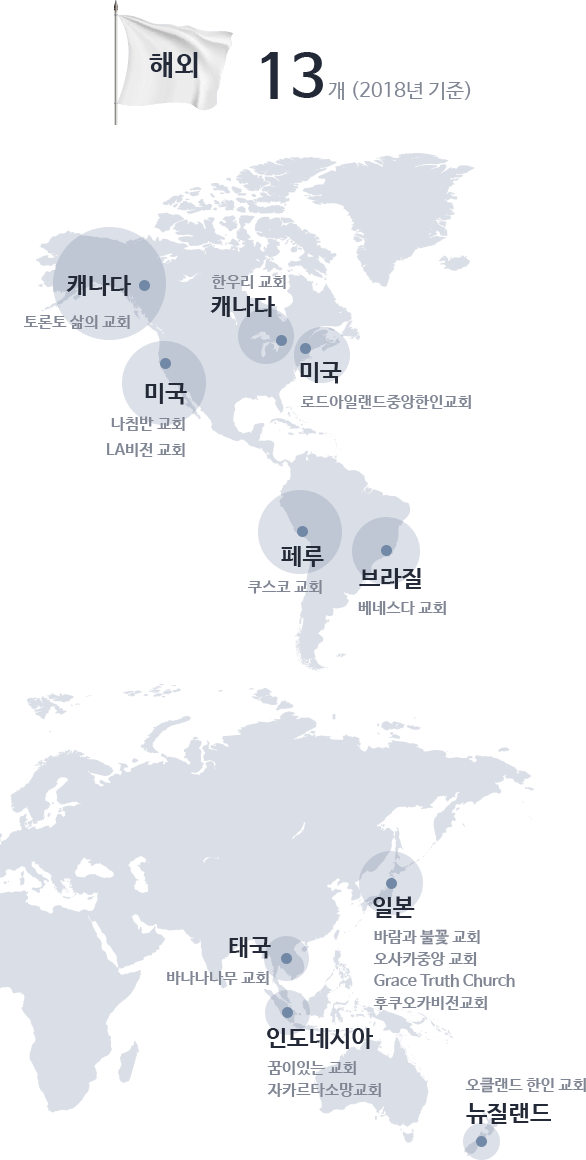 해외
13개 (2018년 기준)
캐나다
토론토 삶의 교회
한우리 교회
캐나다
미국
로드아일랜드중앙한인교회
미국
나침반 교회
LA비전 교회
페루
쿠스코 교회
브라질
베네스다 교회
일본
바람과 불꽃 교회
오사카중앙 교회
Grace Truth Church
후쿠오카비전교회
태국
바나나나무 교회
인도네시아
꿈이있는 교회
자카르타소망교회
오클랜드 한인 교회
뉴질랜드